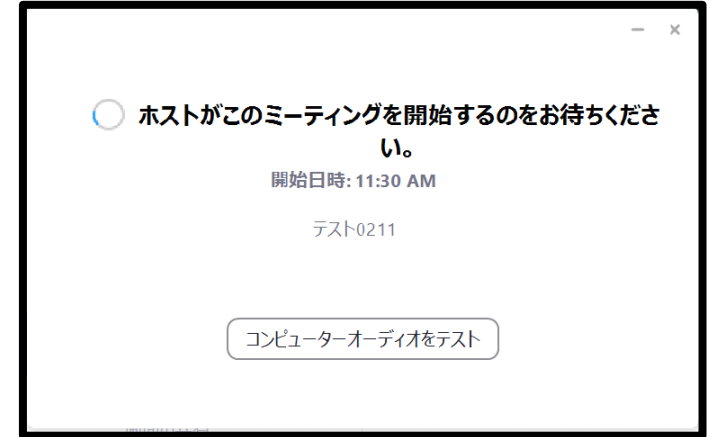 ホストがこのミーティングを開始するのをお待ちくださ
い。
開始日時: 11:30 AM
テスト0211
コンピューターオーディオをテスト